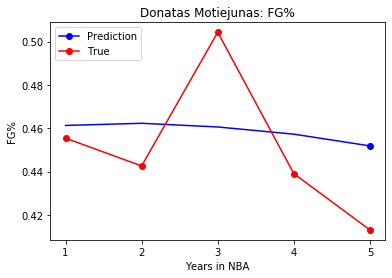 Donatas Motiejunas: FG%
Prediction
True
0.50
0.48
0.46
0.44
0.42
FG%
1 2 3 4 5
Years in NBA